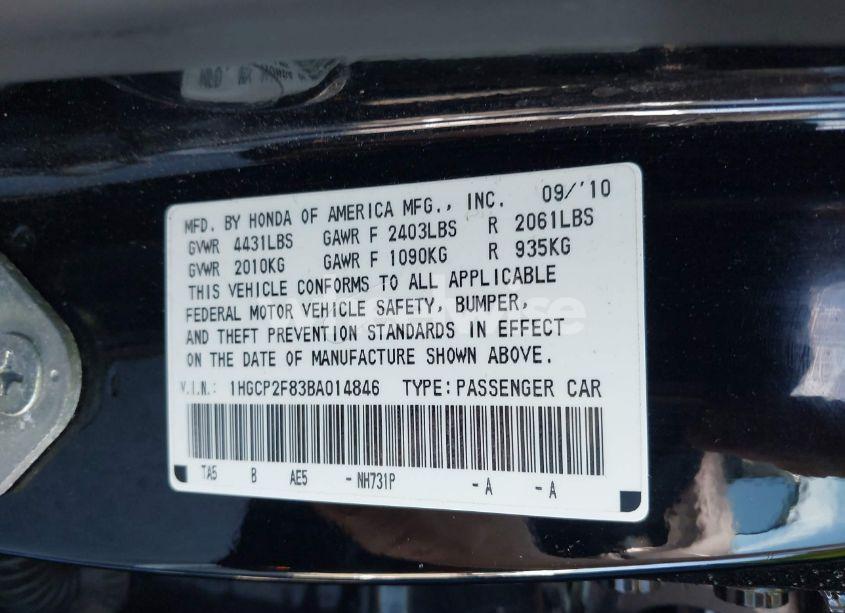 MFD. BY HONDA OF AMERICA MFG., INC. 09/'10
GVWR 4431LBS GAWR F 2403LBS R 2061LBS
GVWR 2010KG GAWR F 1090KG R 935KG
THIS VEHICLE CONFORMS TO ALL APPLICABLE
FEDERAL MOTOR VEHICLE SAFETY, BUMPER,
AND THEFT PREVENTION STANDARDS IN EFFECT
ON THE DATE OF MANUFACTURE SHOWN ABOVE.
V.I.N.: 1HGCP2F83BA014846 TYPE:PASSENGER CAR
TA5 B AE5 -NH731P -A -A